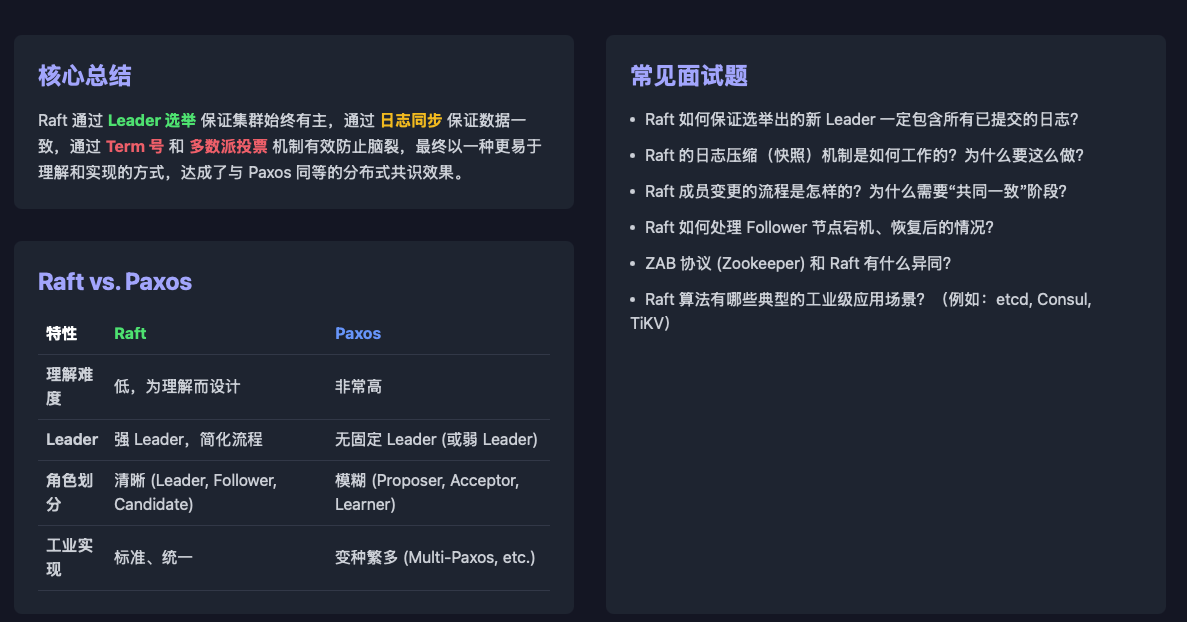 核心总结
Raft 通过 Leader 选举 保证集群始终有主，通过 日志同步 保证数据一
致，通过 Term 号 和 多数派投票 机制有效防止脑裂，最终以一种更易于
理解和实现的方式，达成了与 Paxos 同等的分布式共识效果。
Raft vs. Paxos
特性 Raft Paxos
理解难
度
低，为理解而设计 非常高
Leader 强 Leader，简化流程 无固定 Leader (或弱 Leader)
角色划
分
清晰 (Leader, Follower,
Candidate)
模糊 (Proposer, Acceptor,
Learner)
工业实
现
标准、统一 变种繁多 (Multi-Paxos, etc.)
常见面试题
• Raft 如何保证选举出的新 Leader 一定包含所有已提交的日志？
• Raft 的日志压缩（快照）机制是如何工作的？为什么要这么做？
• Raft 成员变更的流程是怎样的？为什么需要“共同一致”阶段？
• Raft 如何处理 Follower 节点宕机、恢复后的情况？
• ZAB 协议 (Zookeeper) 和 Raft 有什么异同？
• Raft 算法有哪些典型的工业级应用场景？（例如：etcd, Consul,
TiKV）